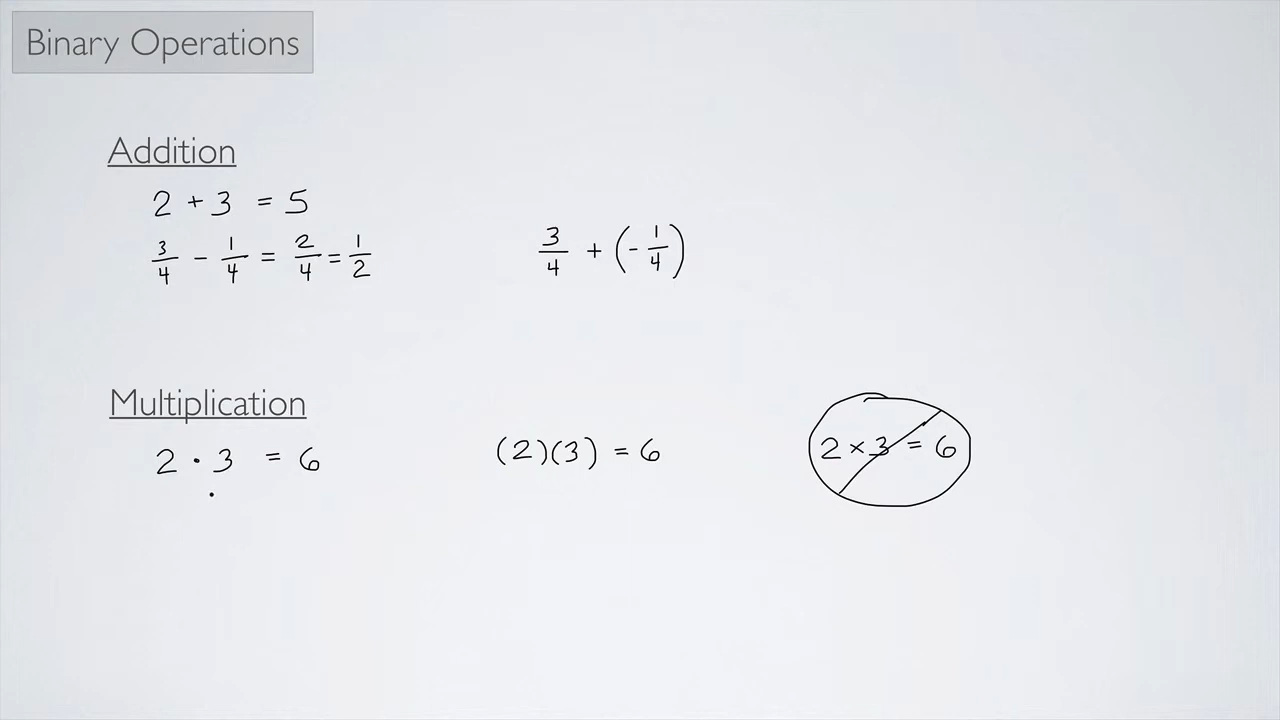 Binary Operations
Addition
2 + 3 = 5
3/4 - 1/4 = 2/4 = 1/2
3/4 + (- 1/4)
Multiplication
2 · 3 = 6
(2)(3) = 6
2 × 3 = 6
.